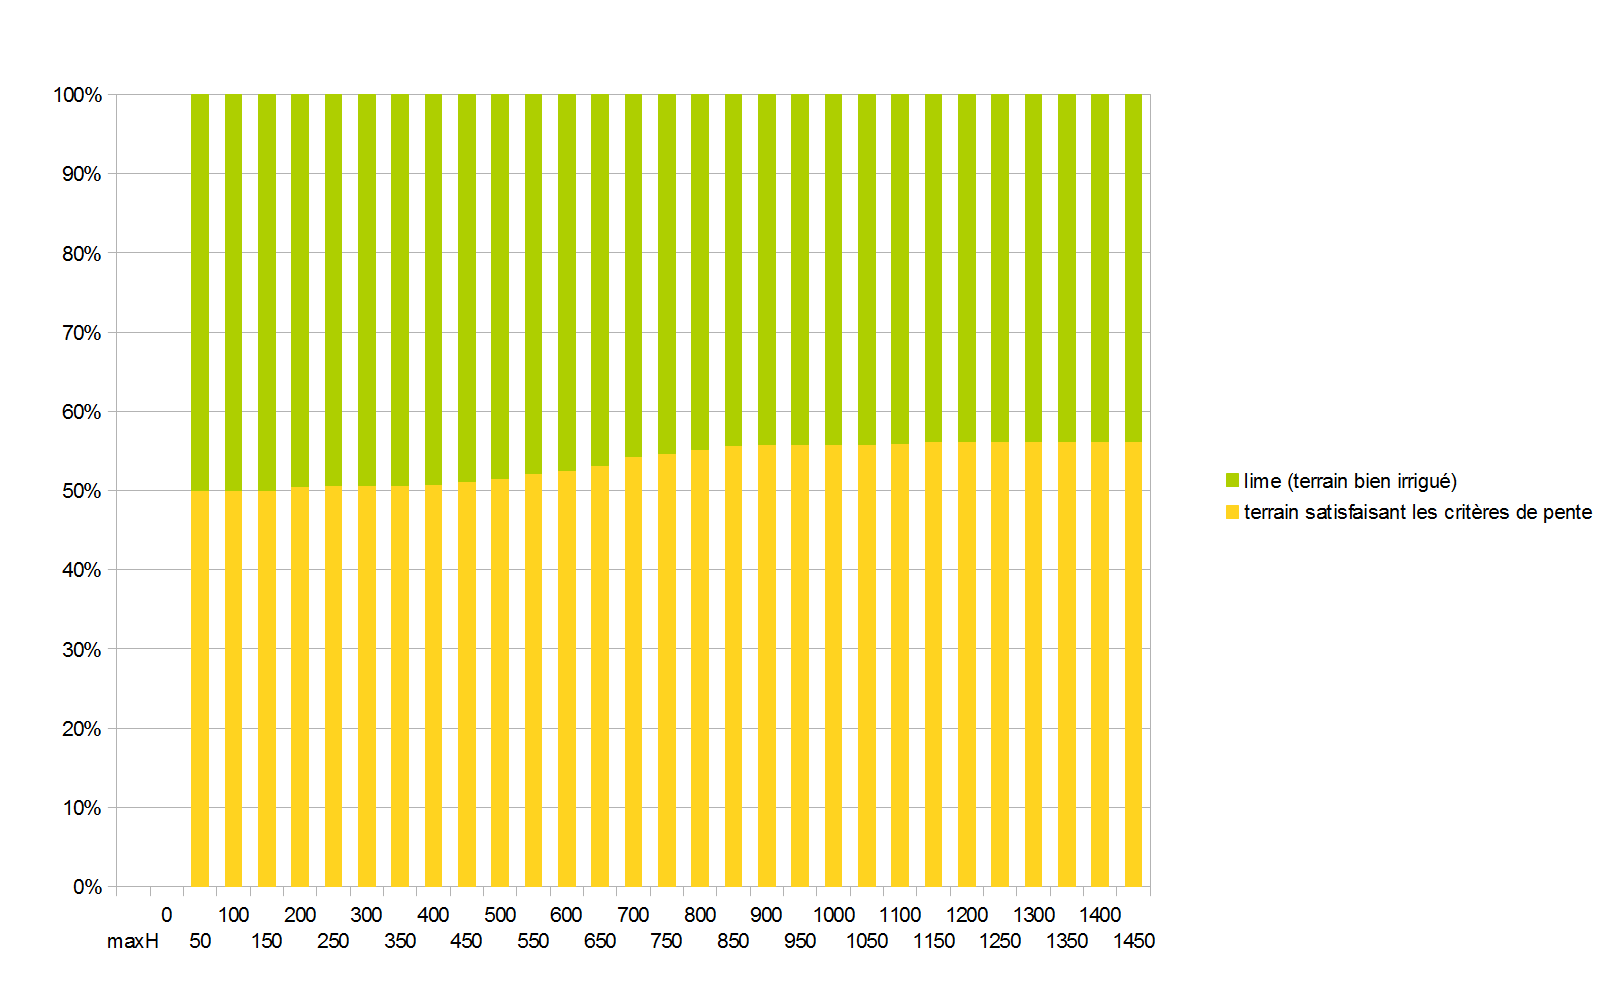 100%
90%
80%
70%
60%
50%
40%
30%
20%
10%
0%
0 100 200 300 400 500 600 700 800 900 1000 1100 1200 1300 1400
maxH 50 150 250 350 450 550 650 750 850 950 1050 1150 1250 1350 1450
lime (terrain bien irrigué)
terrain satisfaisant les critères de pente